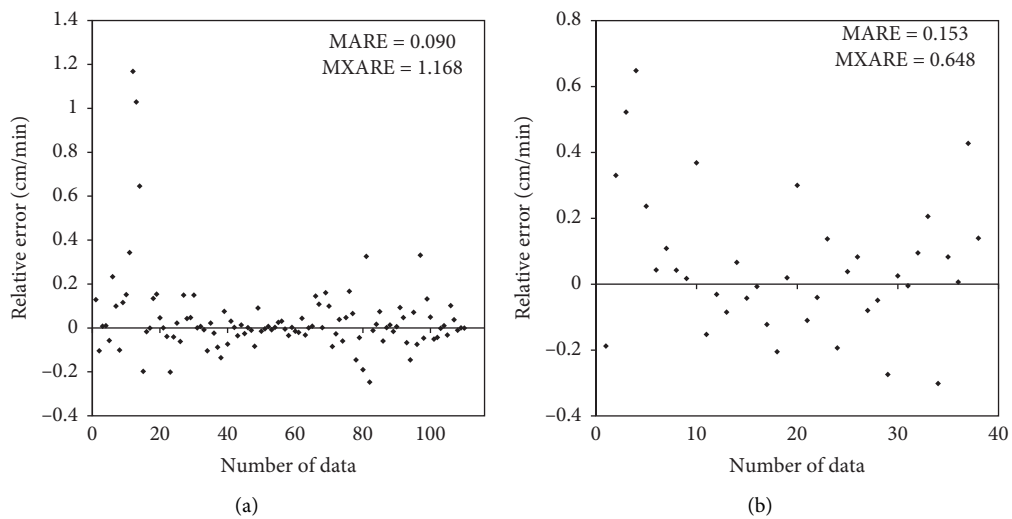 1.4
1.2
1
0.8
0.6
0.4
0.2
0
−0.2
−0.4
0 20 40 60 80 100
Relative error (cm/min)
Number of data
MARE = 0.090
MXARE = 1.168
(a)
0.8
0.6
0.4
0.2
0
−0.2
−0.4
0 10 20 30 40
Relative error (cm/min)
Number of data
MARE = 0.153
MXARE = 0.648
(b)